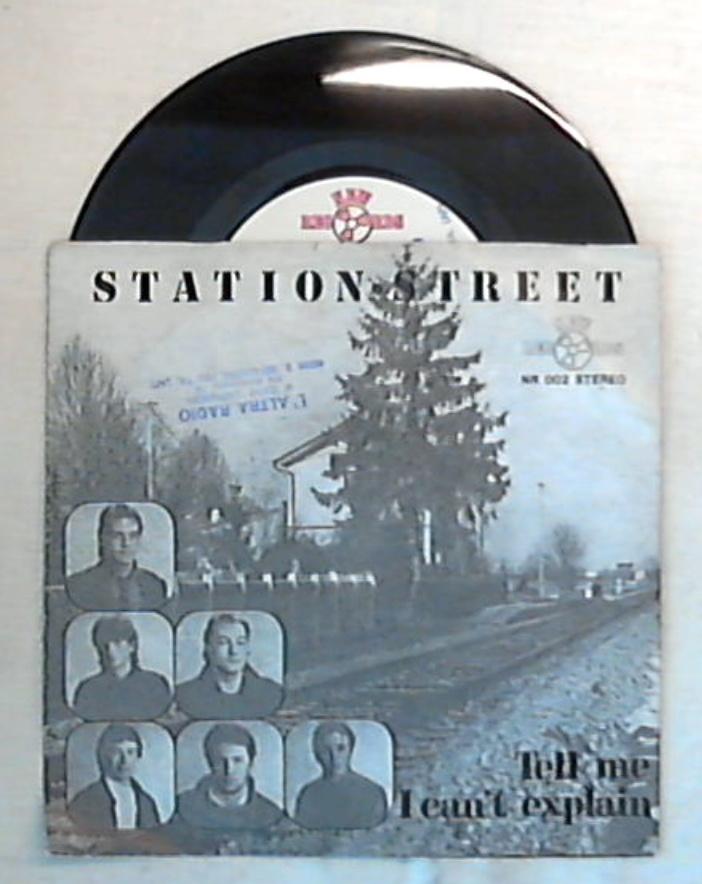 STATION STREET
NR 002 STEREO
L'ALTRA RADIO
Tell me
I can't explain